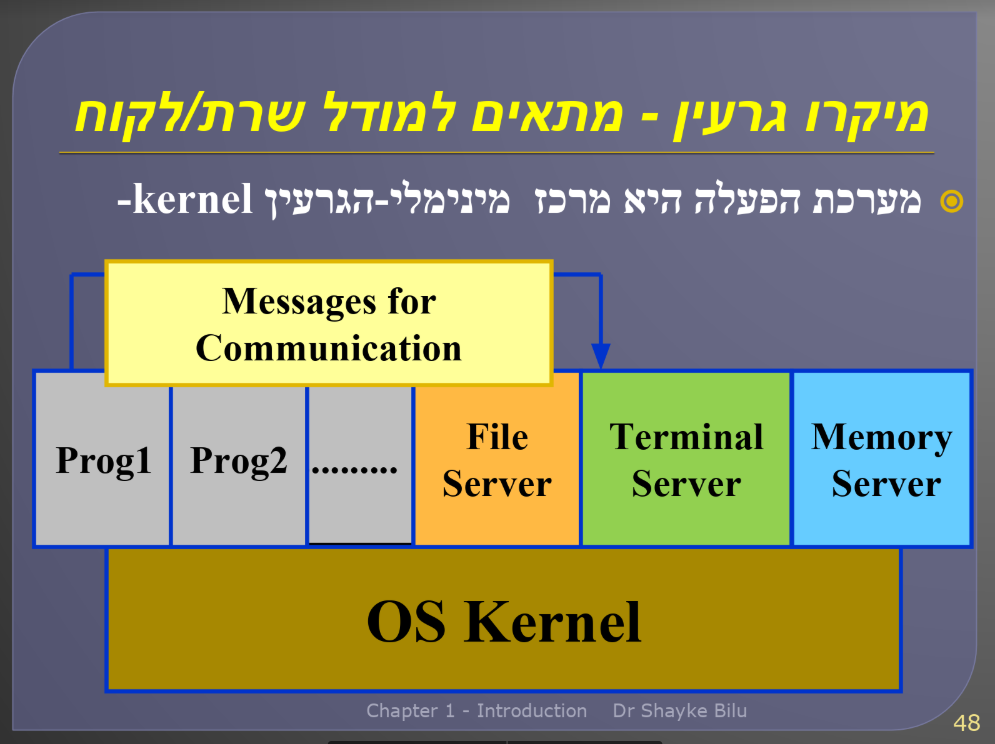 מיקרו גרעין - מתאים למודל שרת/לקוח
מערכת הפעלה היא מרכז מינימלי-הגרעין kernel-
Messages for
Communication
Prog1
Prog2
.........
File
Server
Terminal
Server
Memory
Server
OS Kernel
Chapter 1 - Introduction Dr Shayke Bilu
48